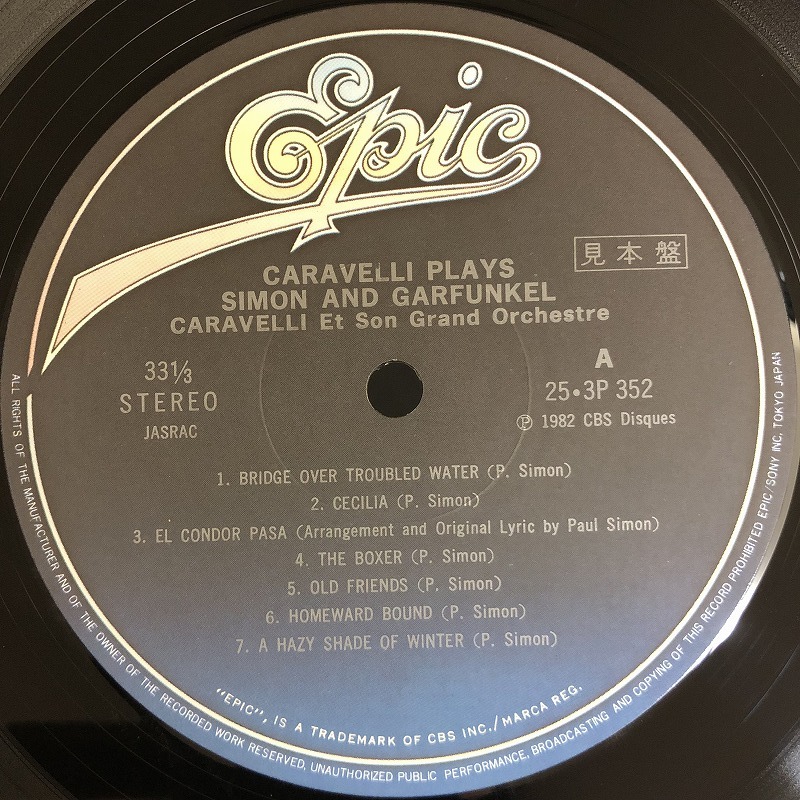 Epic
見本盤
CARAVELLI PLAYS
SIMON AND GARFUNKEL
CARAVELLI Et Son Grand Orchestre
33⅓
STEREO
JASRAC
A
25・3P 352
Ⓟ 1982 CBS Disques
1. BRIDGE OVER TROUBLED WATER (P. Simon)
2. CECILIA (P. Simon)
3. EL CONDOR PASA (Arrangement and Original Lyric by Paul Simon)
4. THE BOXER (P. Simon)
5. OLD FRIENDS (P. Simon)
6. HOMEWARD BOUND (P. Simon)
7. A HAZY SHADE OF WINTER (P. Simon)
"EPIC", IS A TRADEMARK OF CBS INC./MARCA REG.
ALL RIGHTS OF THE MANUFACTURER AND OF THE OWNER OF THE RECORDED WORK RESERVED, UNAUTHORIZED PUBLIC PERFORMANCE, BROADCASTING AND COPYING OF THIS RECORD PROHIBITED EPIC/SONY INC. TOKYO JAPAN